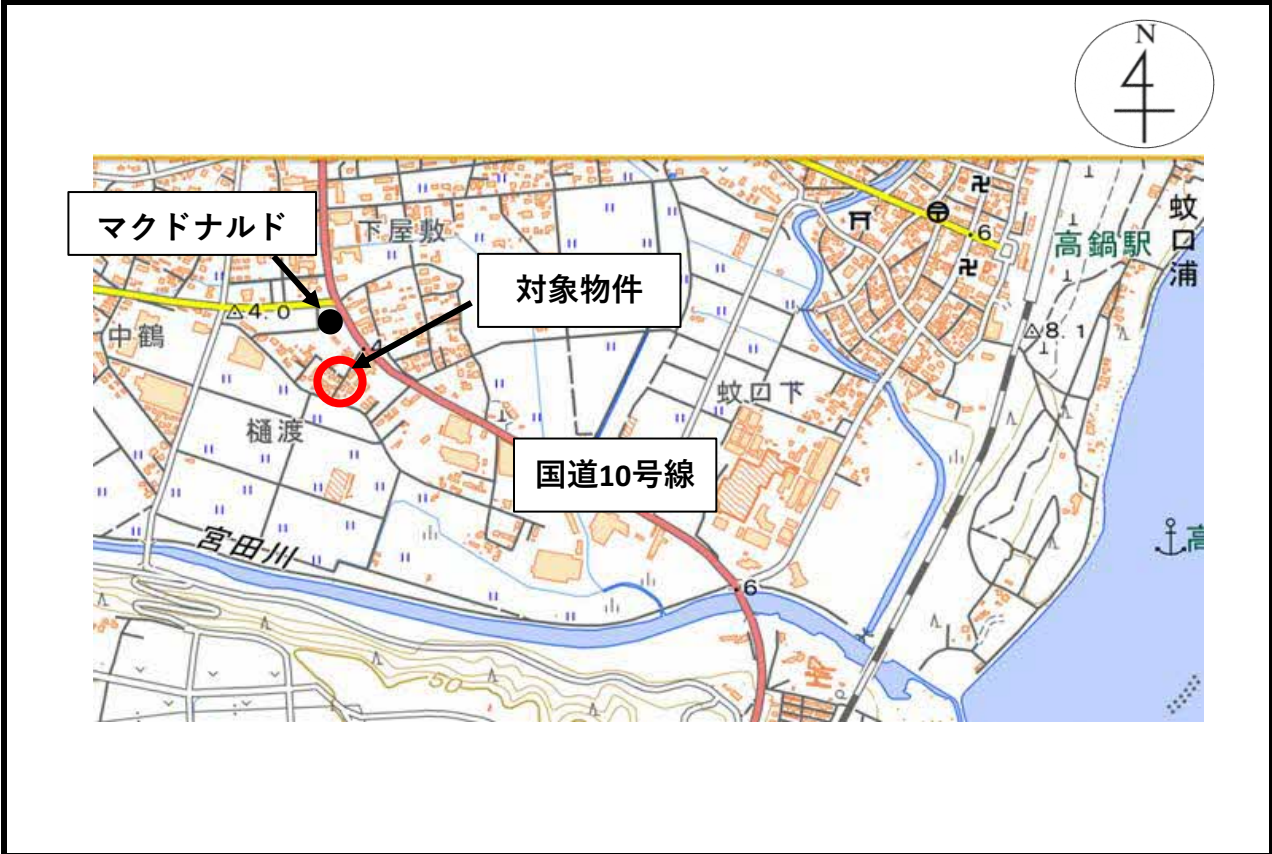 N
マクドナルド
下屋敷
蚊口浦
高鍋駅
.6
対象物件
△4.0
中鶴
△8.1
蚊口下
樋渡
国道10号線
宮田川
高
.6
50